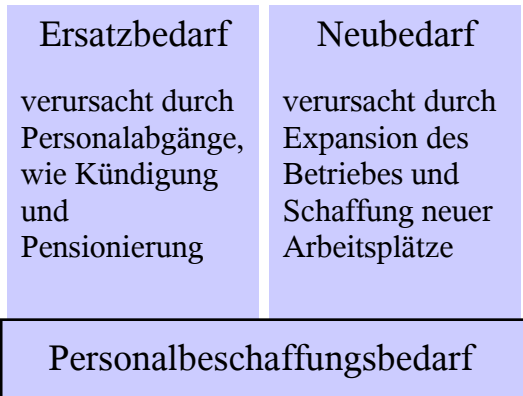 Ersatzbedarf
verursacht durch
Personalabgänge,
wie Kündigung
und
Pensionierung
Neubedarf
verursacht durch
Expansion des
Betriebes und
Schaffung neuer
Arbeitsplätze
Personalbeschaffungsbedarf